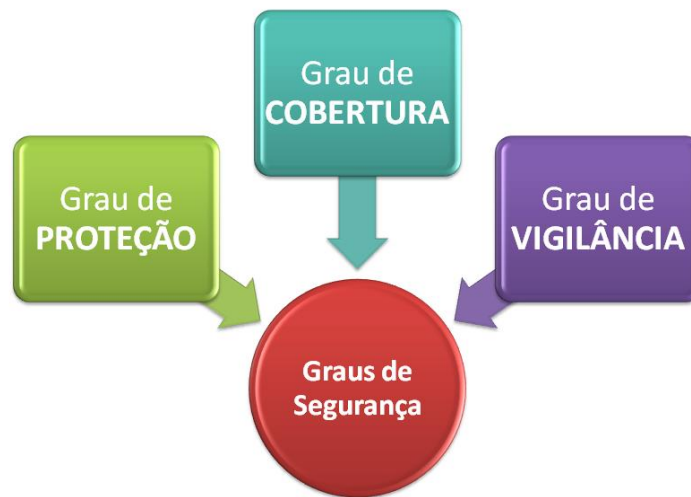 Grau de
COBERTURA
Grau de
PROTEÇÃO
Grau de
VIGILÂNCIA
Graus de
Segurança